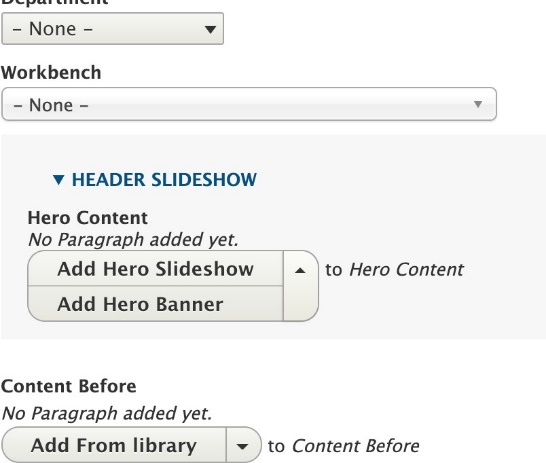 Department
- None -
Workbench
- None -
HEADER SLIDESHOW
Hero Content
No Paragraph added yet.
Add Hero Slideshow to Hero Content
Add Hero Banner
Content Before
No Paragraph added yet.
Add From library to Content Before